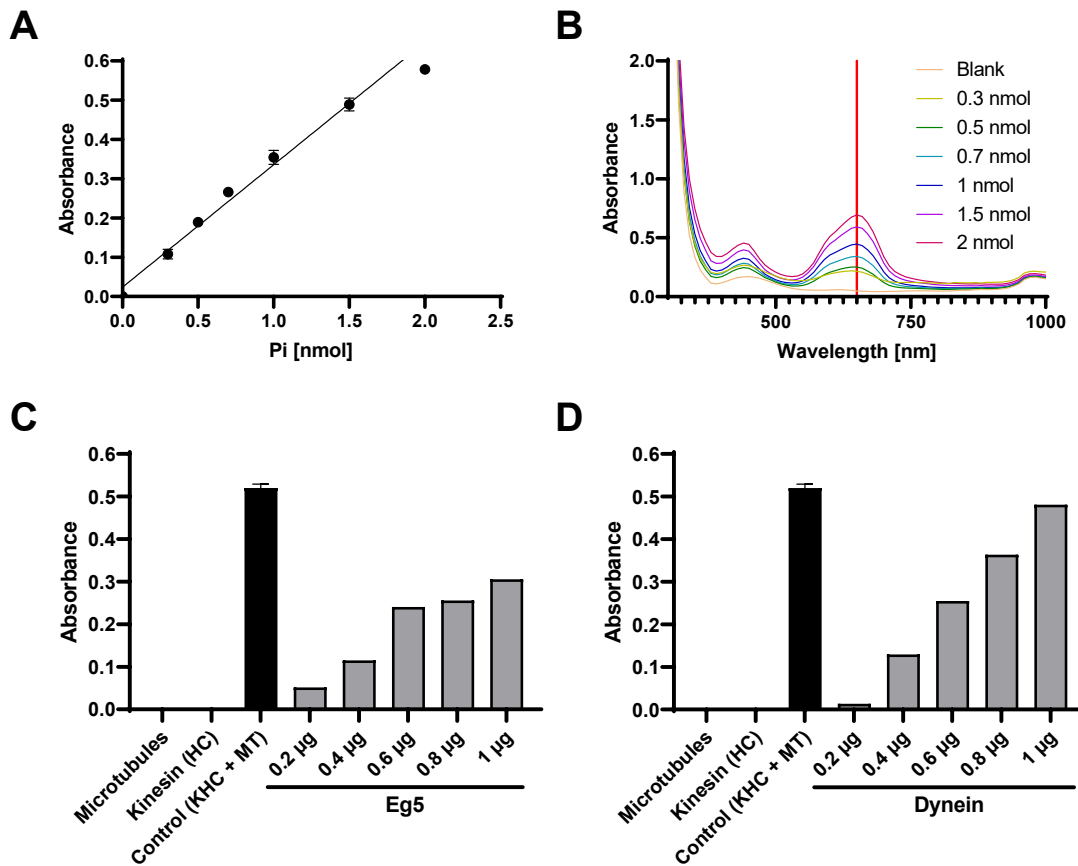 A
Absorbance
0.6
0.5
0.4
0.3
0.2
0.1
0.0
0.0 0.5 1.0 1.5 2.0 2.5
Pi [nmol]
B
Absorbance
2.0
1.5
1.0
0.5
0.0
500 750 1000
Wavelength [nm]
Blank
0.3 nmol
0.5 nmol
0.7 nmol
1 nmol
1.5 nmol
2 nmol
C
Absorbance
0.6
0.5
0.4
0.3
0.2
0.1
0.0
Microtubules
Kinesin (HC)
Control (KHC + MT)
0.2 µg
0.4 µg
0.6 µg
0.8 µg
1 µg
Eg5
D
Absorbance
0.6
0.5
0.4
0.3
0.2
0.1
0.0
Microtubules
Kinesin (HC)
Control (KHC + MT)
0.2 µg
0.4 µg
0.6 µg
0.8 µg
1 µg
Dynein